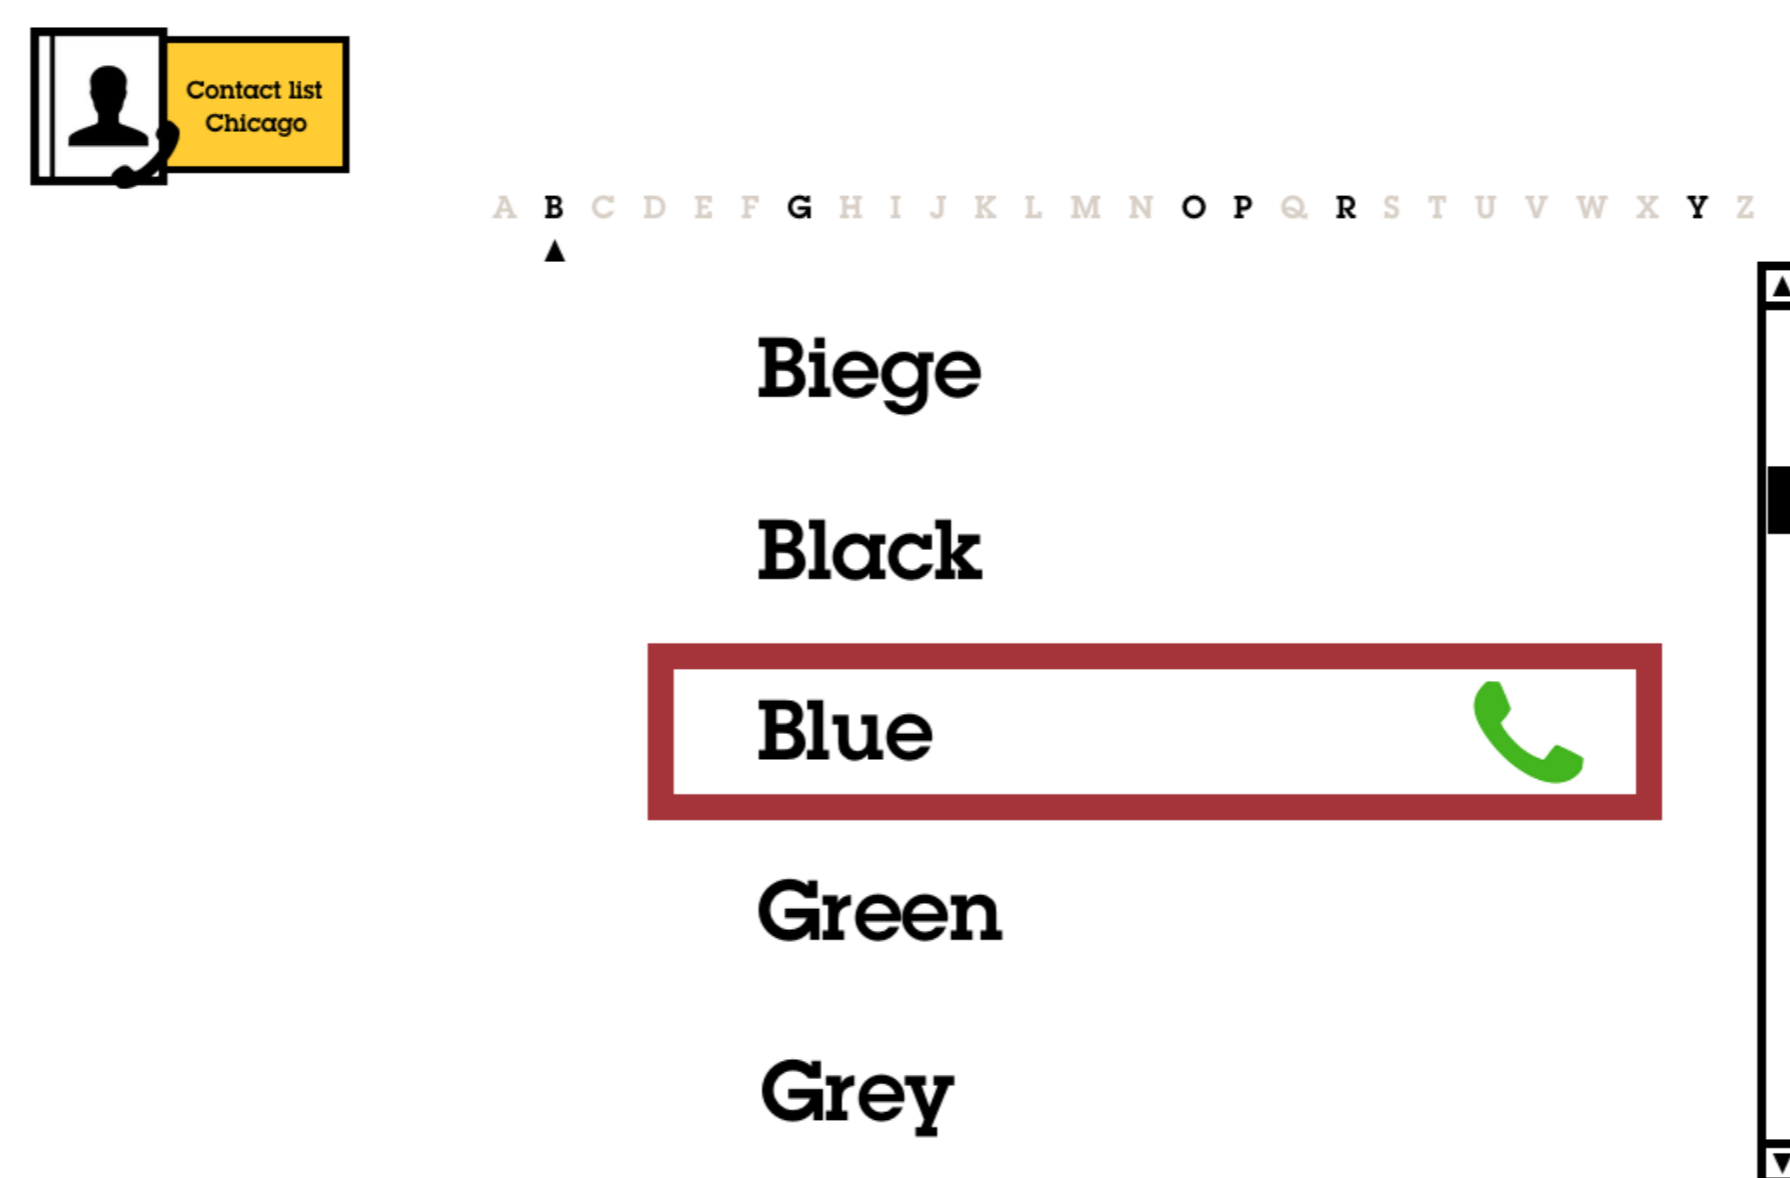 Contact list
Chicago
A B C D E F G H I J K L M N O P Q R S T U V W X Y Z
Biege
Black
Blue
Green
Grey